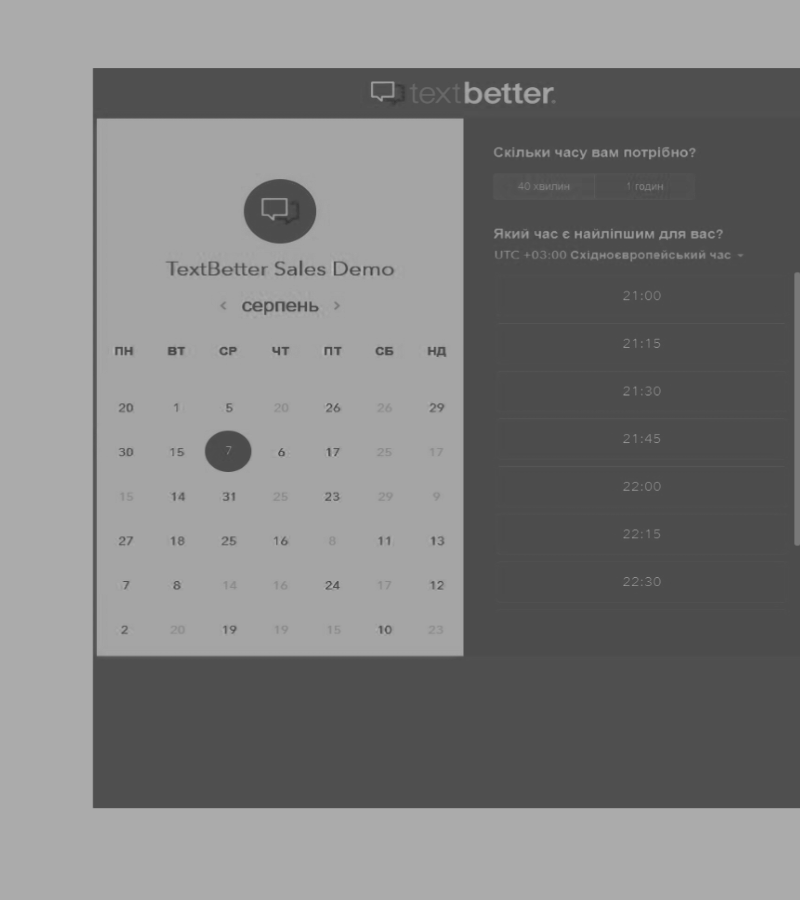 textbetter.
TextBetter Sales Demo
‹ серпень ›
ПН ВТ СР ЧТ ПТ СБ НД
20 1 5 20 26 26 29
30 15 7 6 17 25 17
15 14 31 25 23 29 9
27 18 25 16 8 11 13
7 8 14 16 24 17 12
2 20 19 19 15 10 23
Скільки часу вам потрібно?
40 хвилин 1 годин
Який час є найліпшим для вас?
UTC +03:00 Східноєвропейський час
21:00
21:15
21:30
21:45
22:00
22:15
22:30